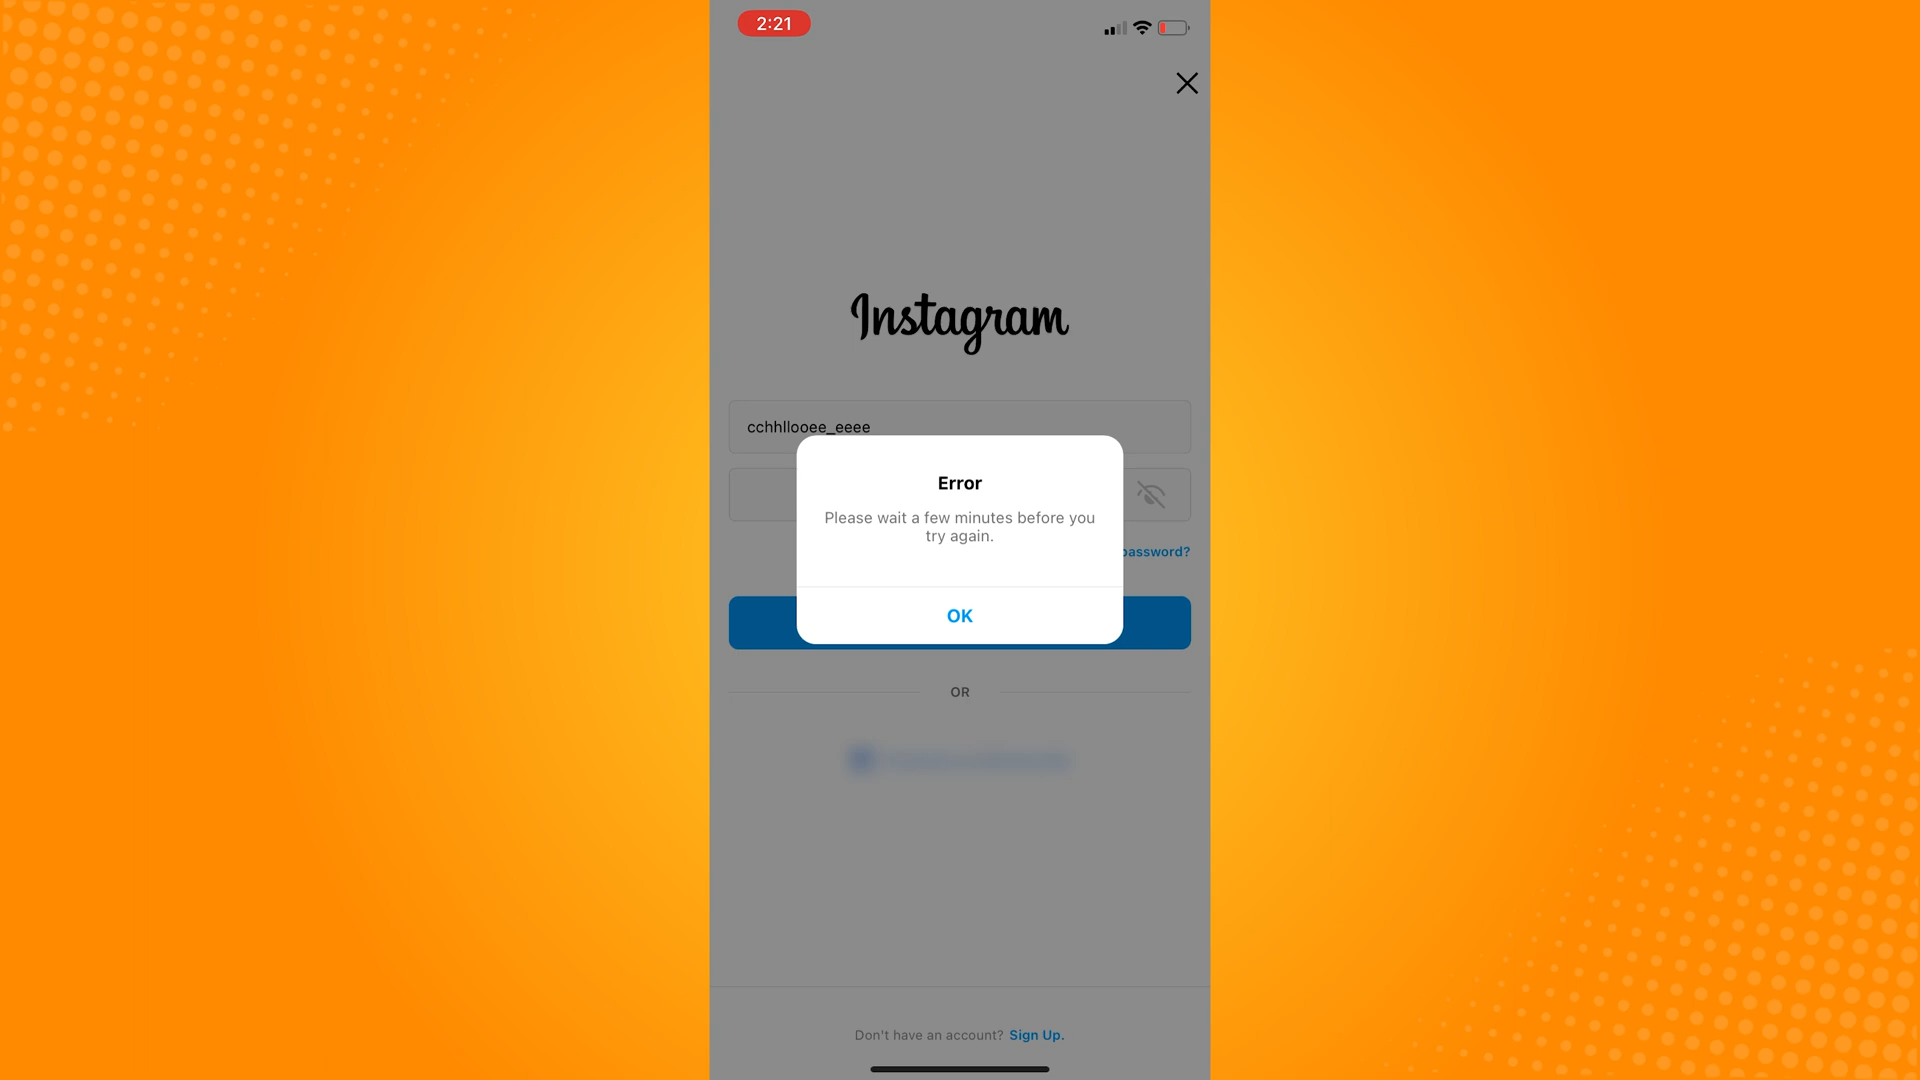 2:21
Instagram
cchhllooee_eeee
Error
Please wait a few minutes before you
try again.
password?
OK
OR
Don't have an account? Sign Up.